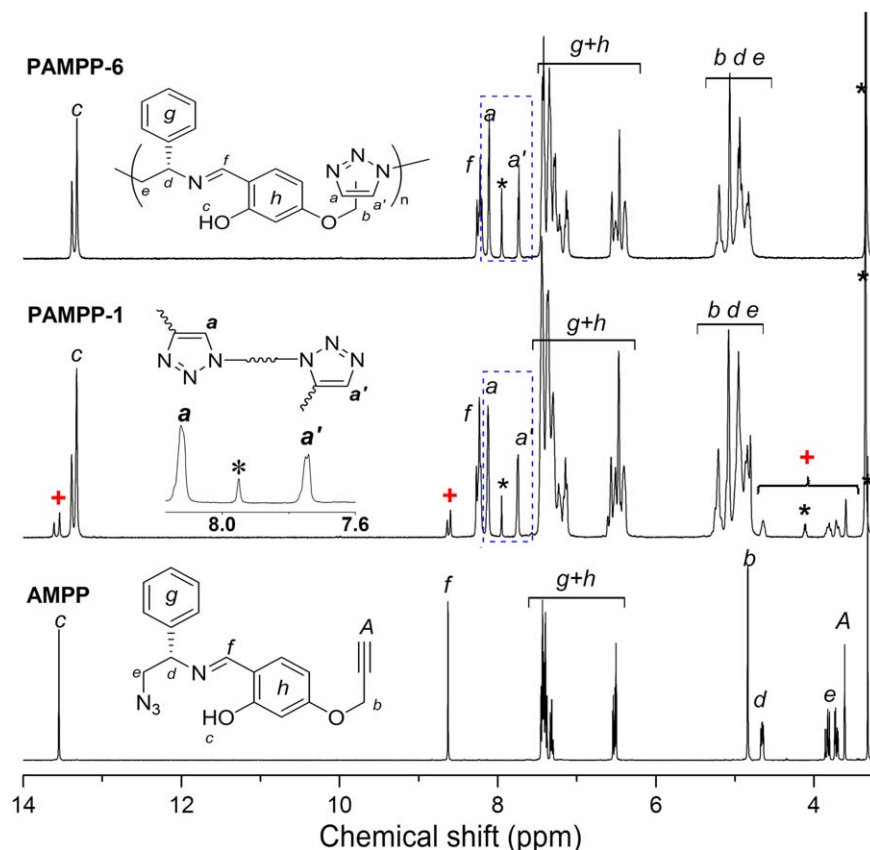 PAMPP-6
c
g
e
d
N
f
HO
c
h
O
b
N
N
N
a
a'
n
f
a
*
a'
g+h
b d e
*
PAMPP-1
c
+
a
N
N
N
N
N
N
a'
a
*
a'
8.0
7.6
+
f
a
*
a'
g+h
b d e
+
*
*
*
AMPP
c
g
e
d
N
f
N3
HO
c
h
O
b
A
f
g+h
b
d
e
A
14
12
10
8
6
4
Chemical shift (ppm)